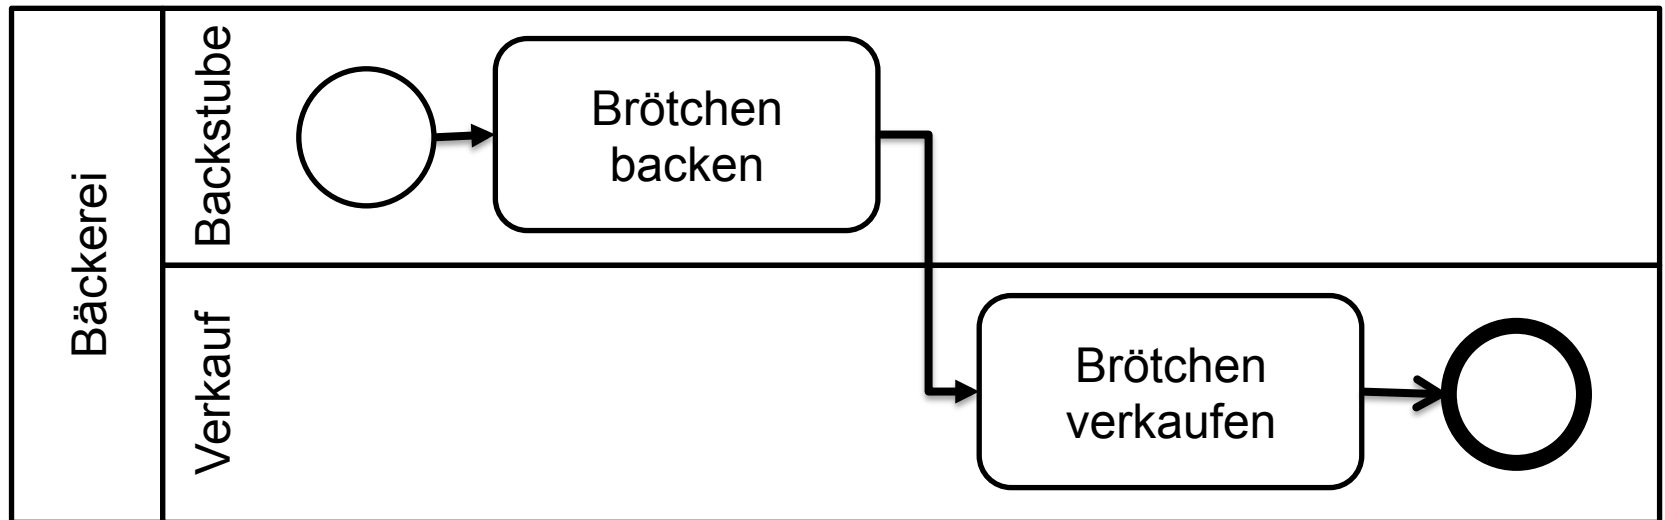 Bäckerei
Backstube
Brötchen
backen
Verkauf
Brötchen
verkaufen